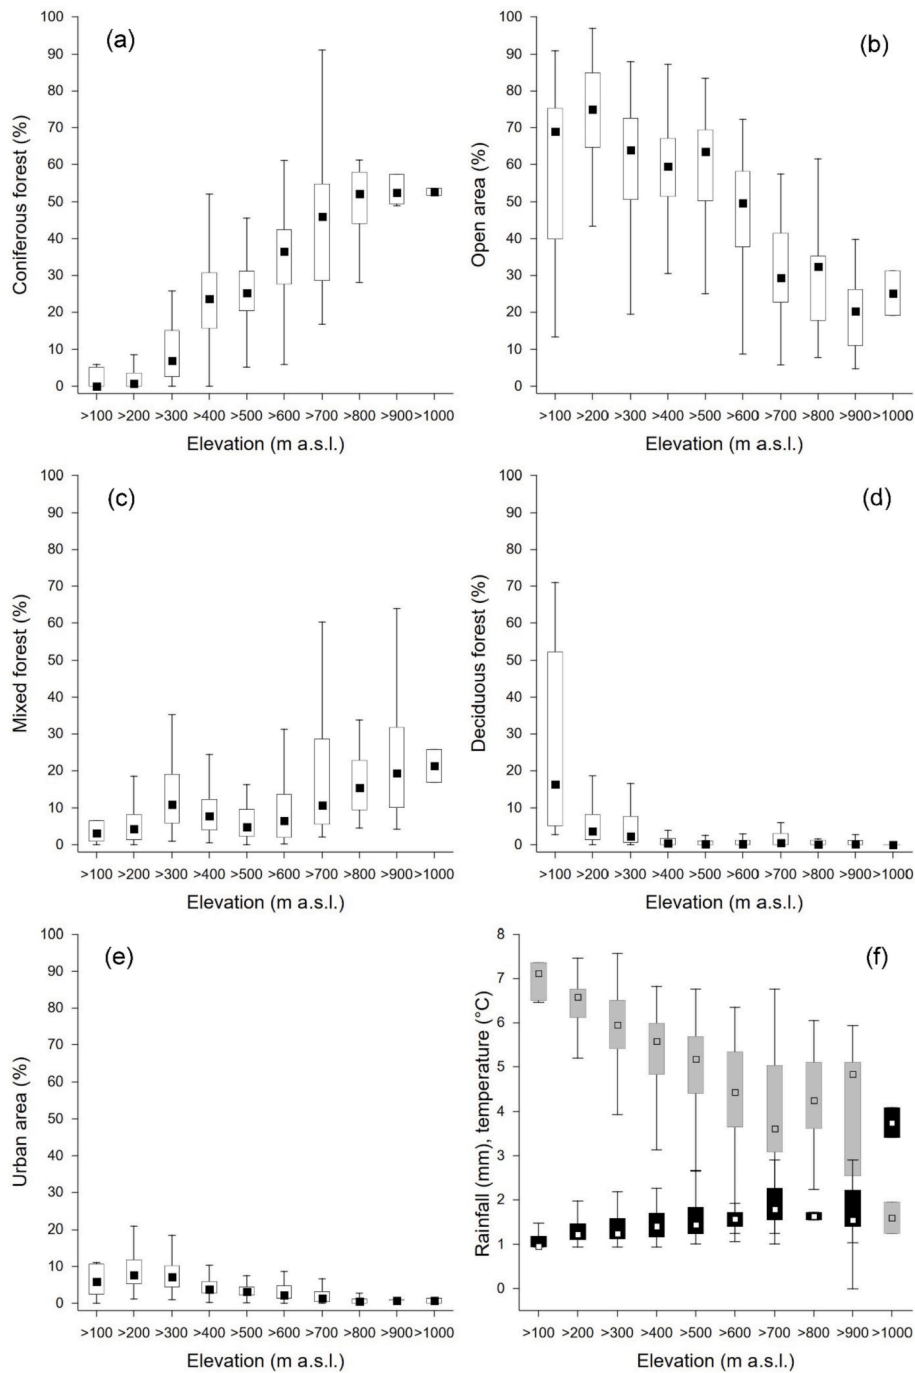 (a)
Coniferous forest (%)
100
90
80
70
60
50
40
30
20
10
0
>100 >200 >300 >400 >500 >600 >700 >800 >900 >1000
Elevation (m a.s.l.)
(b)
Open area (%)
100
90
80
70
60
50
40
30
20
10
0
>100 >200 >300 >400 >500 >600 >700 >800 >900 >1000
Elevation (m a.s.l.)
(c)
Mixed forest (%)
100
90
80
70
60
50
40
30
20
10
0
>100 >200 >300 >400 >500 >600 >700 >800 >900 >1000
Elevation (m a.s.l.)
(d)
Deciduous forest (%)
100
90
80
70
60
50
40
30
20
10
0
>100 >200 >300 >400 >500 >600 >700 >800 >900 >1000
Elevation (m a.s.l.)
(e)
Urban area (%)
100
90
80
70
60
50
40
30
20
10
0
>100 >200 >300 >400 >500 >600 >700 >800 >900 >1000
Elevation (m a.s.l.)
(f)
Rainfall (mm), temperature (°C)
8
7
6
5
4
3
2
1
0
>100 >200 >300 >400 >500 >600 >700 >800 >900 >1000
Elevation (m a.s.l.)